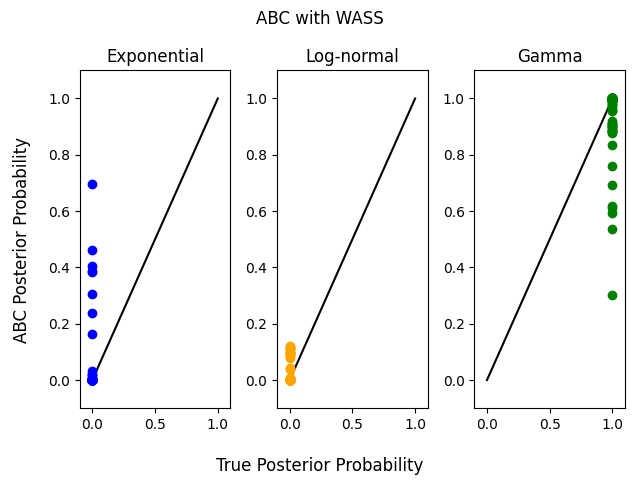 ABC with WASS
Exponential Log-normal Gamma
1.0 1.0 1.0
0.8 0.8 0.8
0.6 0.6 0.6
0.4 0.4 0.4
0.2 0.2 0.2
0.0 0.0 0.0
0.0 0.5 1.0 0.0 0.5 1.0 0.0 0.5 1.0
ABC Posterior Probability
True Posterior Probability